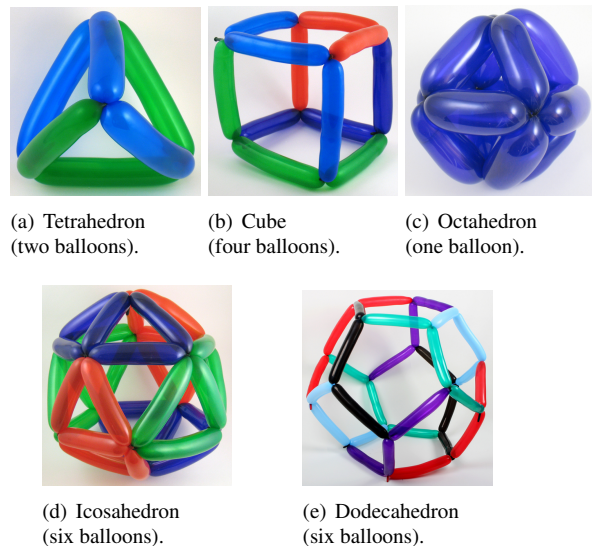 (a) Tetrahedron
(two balloons).
(b) Cube
(four balloons).
(c) Octahedron
(one balloon).
(d) Icosahedron
(six balloons).
(e) Dodecahedron
(six balloons).